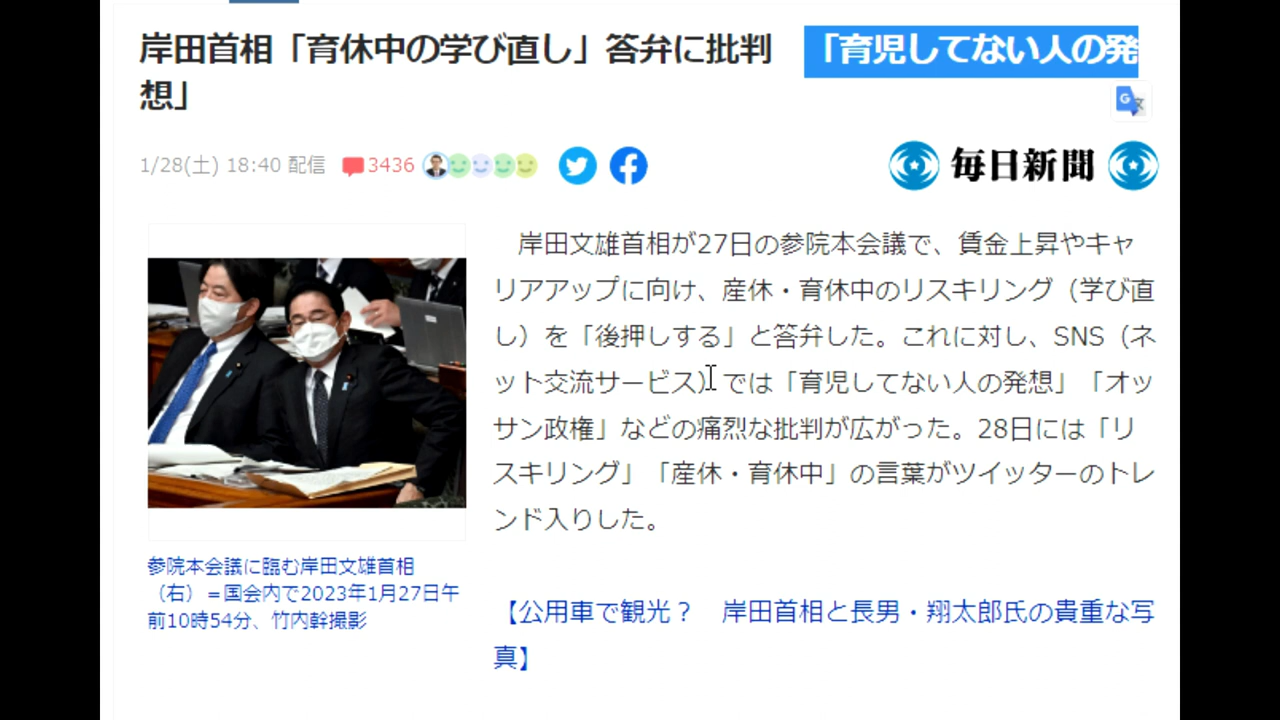 岸田首相「育休中の学び直し」答弁に批判　「育児してない人の発
想」
1/28(土) 18:40 配信 3436
毎日新聞
岸田文雄首相が27日の参院本会議で、賃金上昇やキャ
リアアップに向け、産休・育休中のリスキリング（学び直
し）を「後押しする」と答弁した。これに対し、SNS（ネ
ット交流サービス）では「育児してない人の発想」「オッ
サン政権」などの痛烈な批判が広がった。28日には「リ
スキリング」「産休・育休中」の言葉がツイッターのトレ
ンド入りした。
参院本会議に臨む岸田文雄首相
（右）＝国会内で2023年1月27日午
前10時54分、竹内幹撮影
【公用車で観光？　岸田首相と長男・翔太郎氏の貴重な写
真】